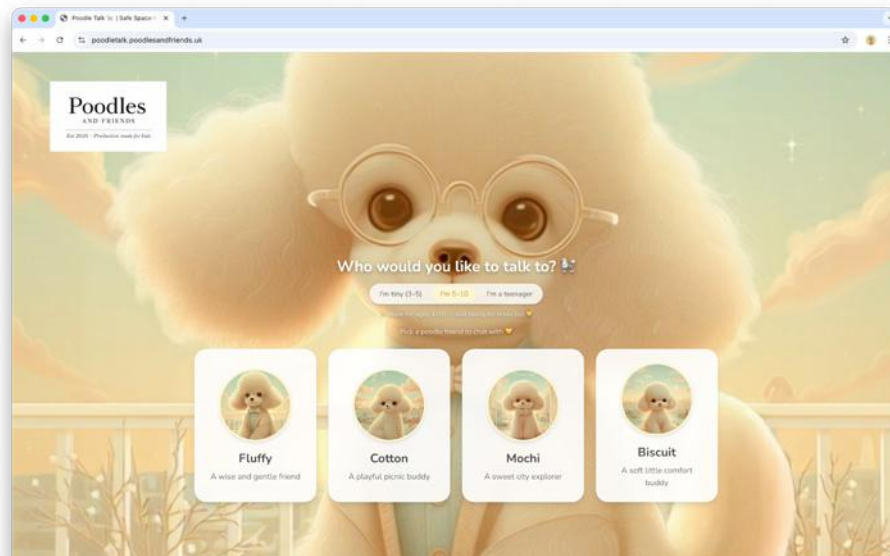 Poodle Talk
| Safe Space
poodletalk.poodlesandfriends.uk
Poodles
AND FRIENDS
Who would you like to talk to?
I'm tiny (3-5) I'm 5-10 I'm a teenager
Pick a poodle friend to chat with
Fluffy
A wise and gentle friend
Cotton
A playful picnic buddy
Mochi
A sweet city explorer
Biscuit
A soft little comfort
buddy